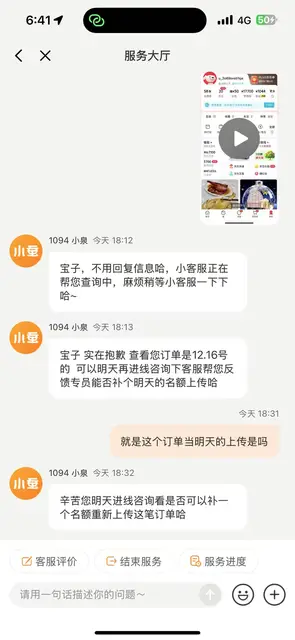 6:41
4G
50
服务大厅
小蚕
1094 小泉 今天 18:12
宝子，不用回复信息哈，小客服正在
帮您查询中，麻烦稍等小客服一下下
哈~
小蚕
1094 小泉 今天 18:13
宝子 实在抱歉 查看您订单是12.16号
的 可以明天再进线咨询下客服帮您反
馈专员能否补个明天的名额上传哈
今天 18:31
就是这个订单当明天的上传是吗
小蚕
1094 小泉 今天 18:32
辛苦您明天进线咨询看是否可以补一
个名额重新上传这笔订单哈
客服评价
结束服务
服务进度
请用一句话描述你的问题～